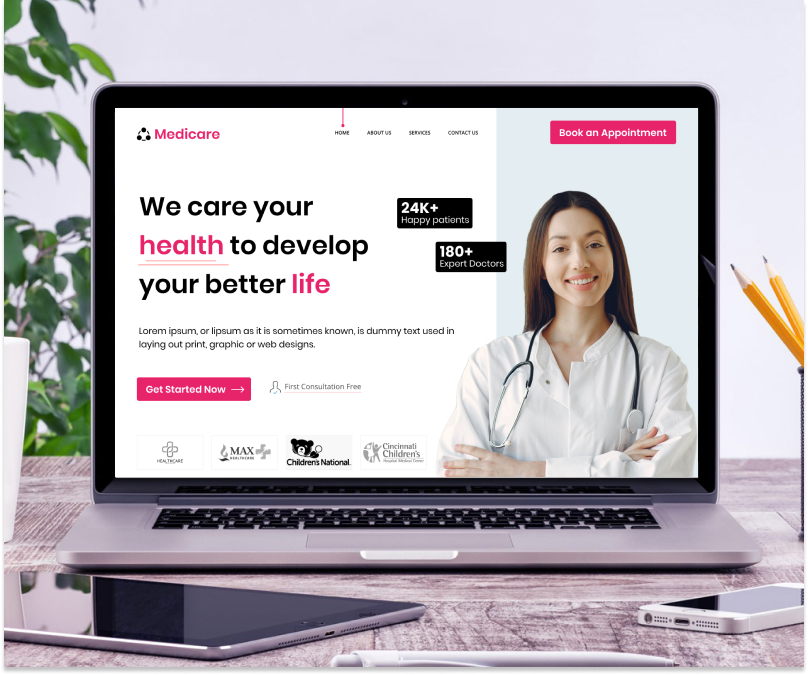 Medicare
HOME ABOUT US SERVICES CONTACT US
Book an Appointment
We care your
health to develop
your better life
24K+
Happy patients
180+
Expert Doctors
Lorem ipsum, or lipsum as it is sometimes known, is dummy text used in
laying out print, graphic or web designs.
Get Started Now
First Consultation Free
HEALTHCARE
MAX
HEALTHCARE
Children's National.
Cincinnati
Children's
Hospital Medical Center